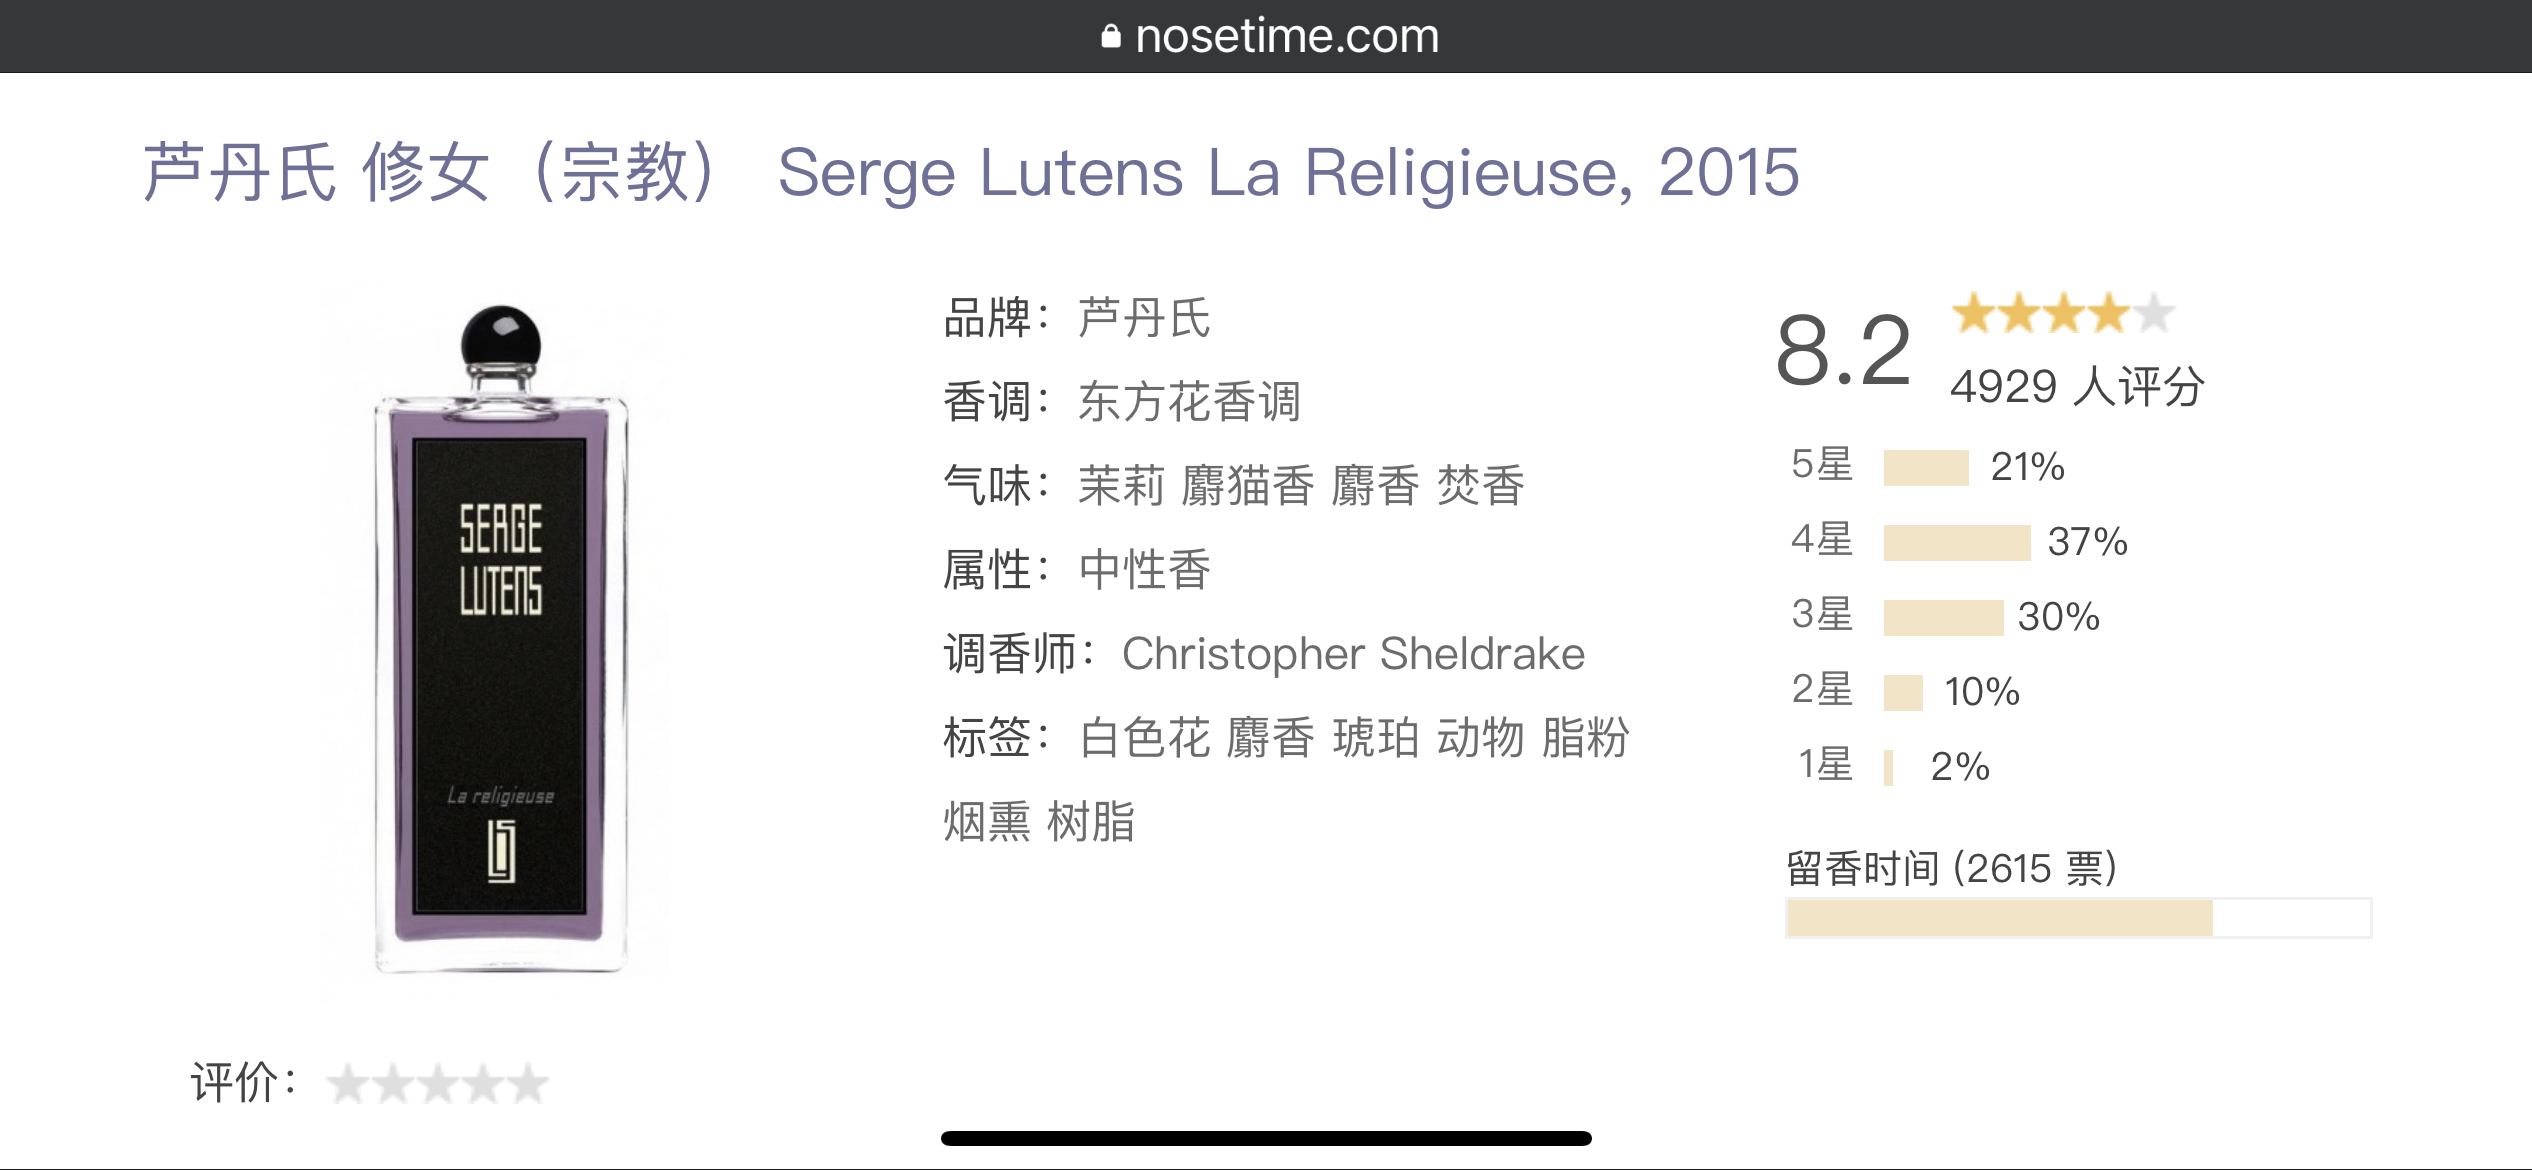 nosetime.com
芦丹氏 修女（宗教） Serge Lutens La Religieuse, 2015
SERGE
LUTENS
La religieuse
品牌：芦丹氏
香调：东方花香调
气味：茉莉 麝猫香 麝香 焚香
属性：中性香
调香师：Christopher Sheldrake
标签：白色花 麝香 琥珀 动物 脂粉
烟熏 树脂
8.2
4929 人评分
5星 21%
4星 37%
3星 30%
2星 10%
1星 2%
留香时间 (2615 票)
评价：